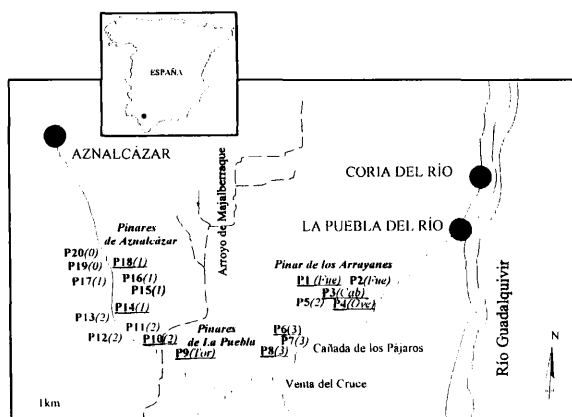 ESPAÑA
AZNALCÁZAR
Arroyo de Majalberraque
CORIA DEL RÍO
LA PUEBLA DEL RÍO
Río Guadalquivir
Pinares
de Aznalcázar
P20(0)
P19(0)
P18(1)
P17(1)
P16(1)
P15(1)
P14(1)
P13(2)
P11(2)
P12(2)
P10(2)
Pinares
de La Puebla
P9(Tor)
Pinar de los Arrayanes
P1 (Fue)
P2(Fue)
P3(Cab)
P5(2)
P4(Ove)
P6(3)
P7(3)
P8(3)
Cañada de los Pájaros
Venta del Cruce
N
1km